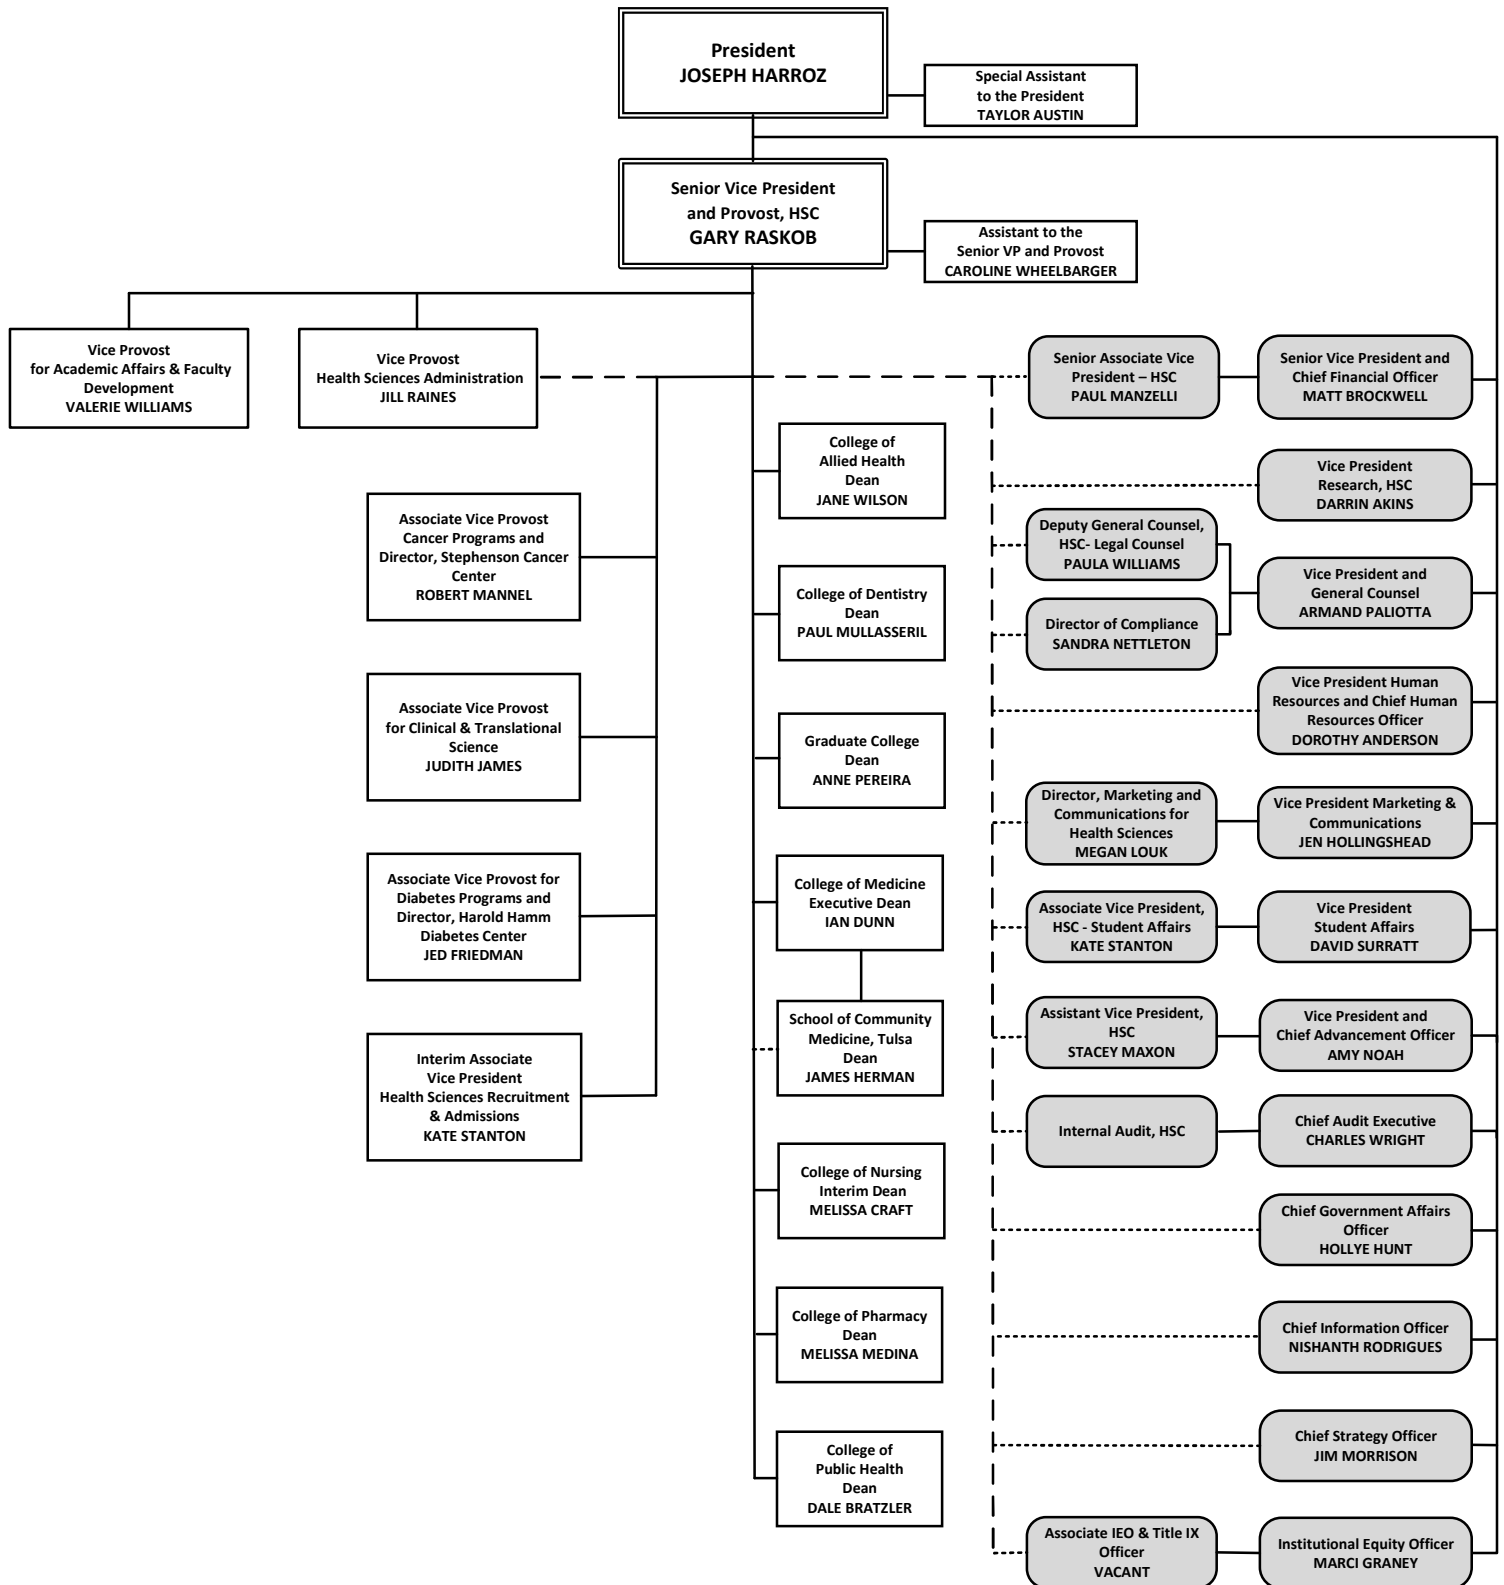 President
JOSEPH HARROZ
Special Assistant
to the President
TAYLOR AUSTIN
Senior Vice President
and Provost, HSC
GARY RASKOB
Assistant to the
Senior VP and Provost
CAROLINE WHEELBARGER
Vice Provost
for Academic Affairs & Faculty
Development
VALERIE WILLIAMS
Vice Provost
Health Sciences Administration
JILL RAINES
Associate Vice Provost
Cancer Programs and
Director, Stephenson Cancer
Center
ROBERT MANNEL
Associate Vice Provost
for Clinical & Translational
Science
JUDITH JAMES
Associate Vice Provost for
Diabetes Programs and
Director, Harold Hamm
Diabetes Center
JED FRIEDMAN
Interim Associate
Vice President
Health Sciences Recruitment
& Admissions
KATE STANTON
College of
Allied Health
Dean
JANE WILSON
College of Dentistry
Dean
PAUL MULLASSERIL
Graduate College
Dean
ANNE PEREIRA
College of Medicine
Executive Dean
IAN DUNN
School of Community
Medicine, Tulsa
Dean
JAMES HERMAN
College of Nursing
Interim Dean
MELISSA CRAFT
College of Pharmacy
Dean
MELISSA MEDINA
College of
Public Health
Dean
DALE BRATZLER
Senior Associate Vice
President – HSC
PAUL MANZELLI
Senior Vice President and
Chief Financial Officer
MATT BROCKWELL
Vice President
Research, HSC
DARRIN AKINS
Deputy General Counsel,
HSC- Legal Counsel
PAULA WILLIAMS
Director of Compliance
SANDRA NETTLETON
Vice President and
General Counsel
ARMAND PALIOTTA
Vice President Human
Resources and Chief Human
Resources Officer
DOROTHY ANDERSON
Director, Marketing and
Communications for
Health Sciences
MEGAN LOUK
Vice President Marketing &
Communications
JEN HOLLINGSHEAD
Associate Vice President,
HSC - Student Affairs
KATE STANTON
Vice President
Student Affairs
DAVID SURRATT
Assistant Vice President,
HSC
STACEY MAXON
Vice President and
Chief Advancement Officer
AMY NOAH
Internal Audit, HSC
Chief Audit Executive
CHARLES WRIGHT
Chief Government Affairs
Officer
HOLLYE HUNT
Chief Information Officer
NISHANTH RODRIGUES
Chief Strategy Officer
JIM MORRISON
Associate IEO & Title IX
Officer
VACANT
Institutional Equity Officer
MARCI GRANEY